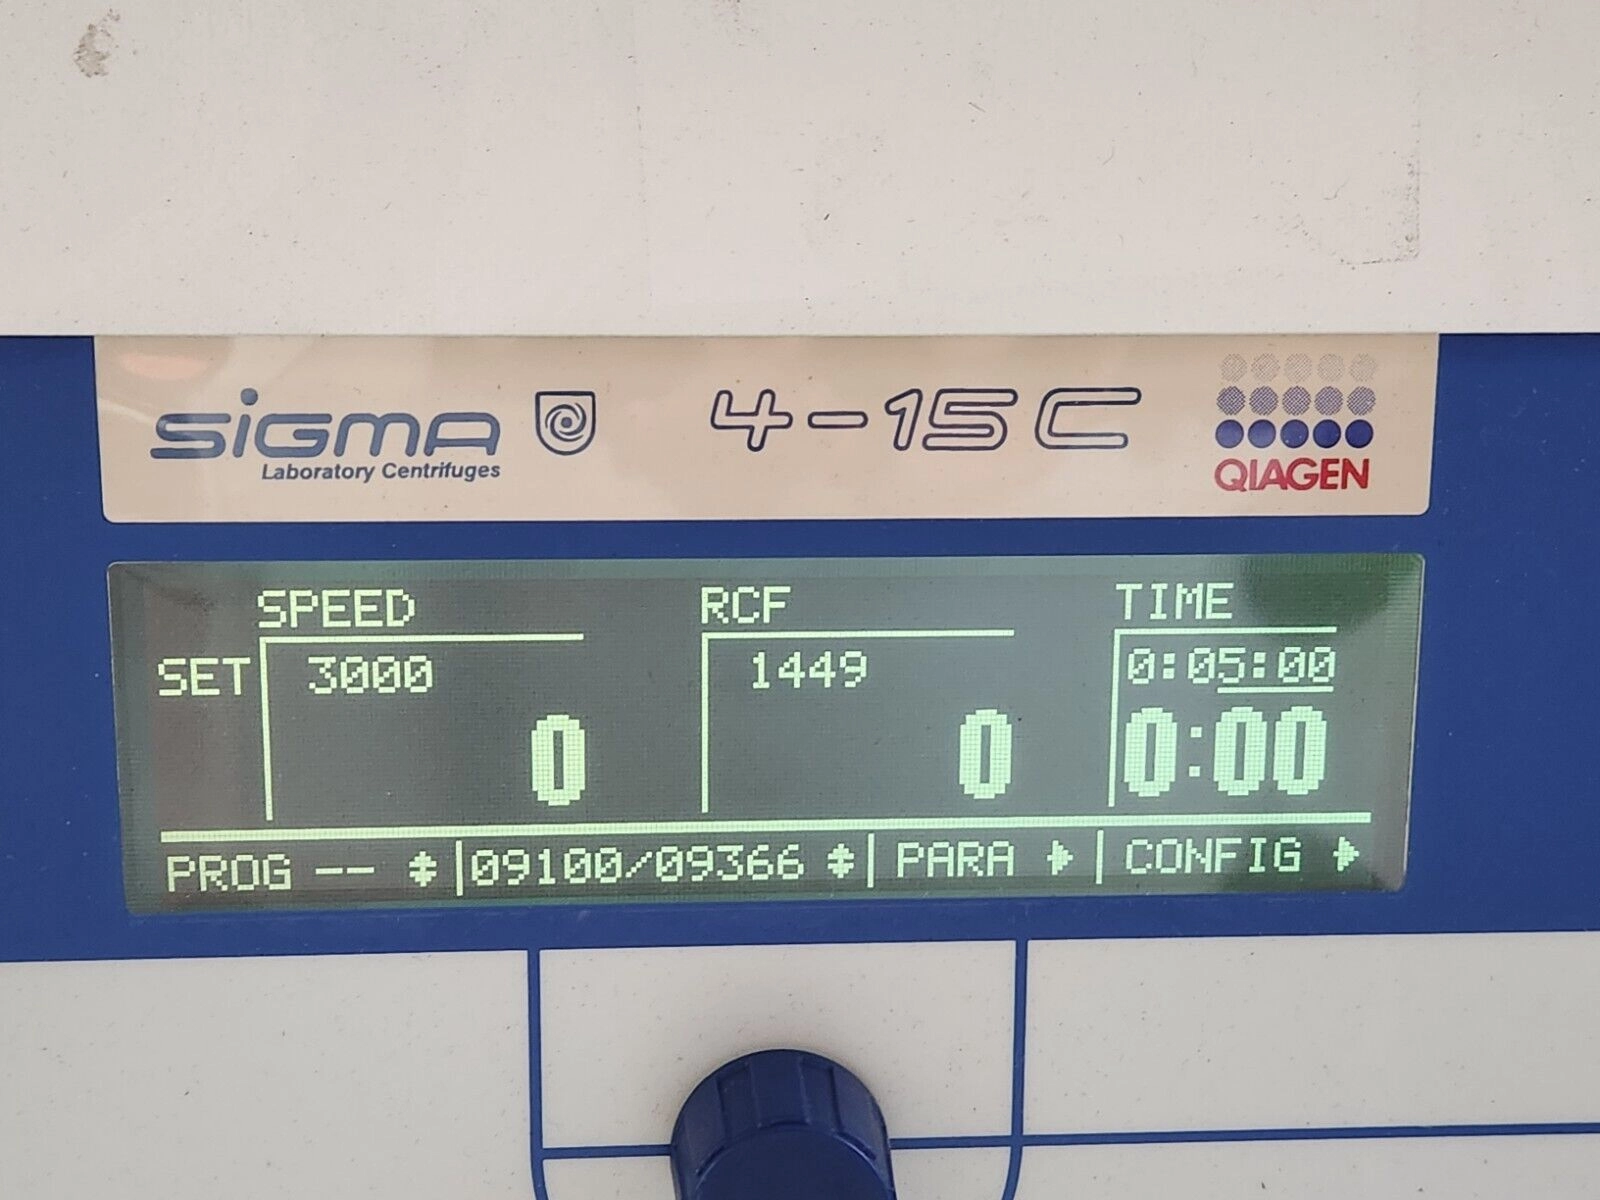 sigma 4-15 C
Laboratory Centrifuges QIAGEN
SPEED RCF TIME
SET 3000 1449 0:05:00
0 0 0:00
PROG -- 09100/09366 PARA CONFIG